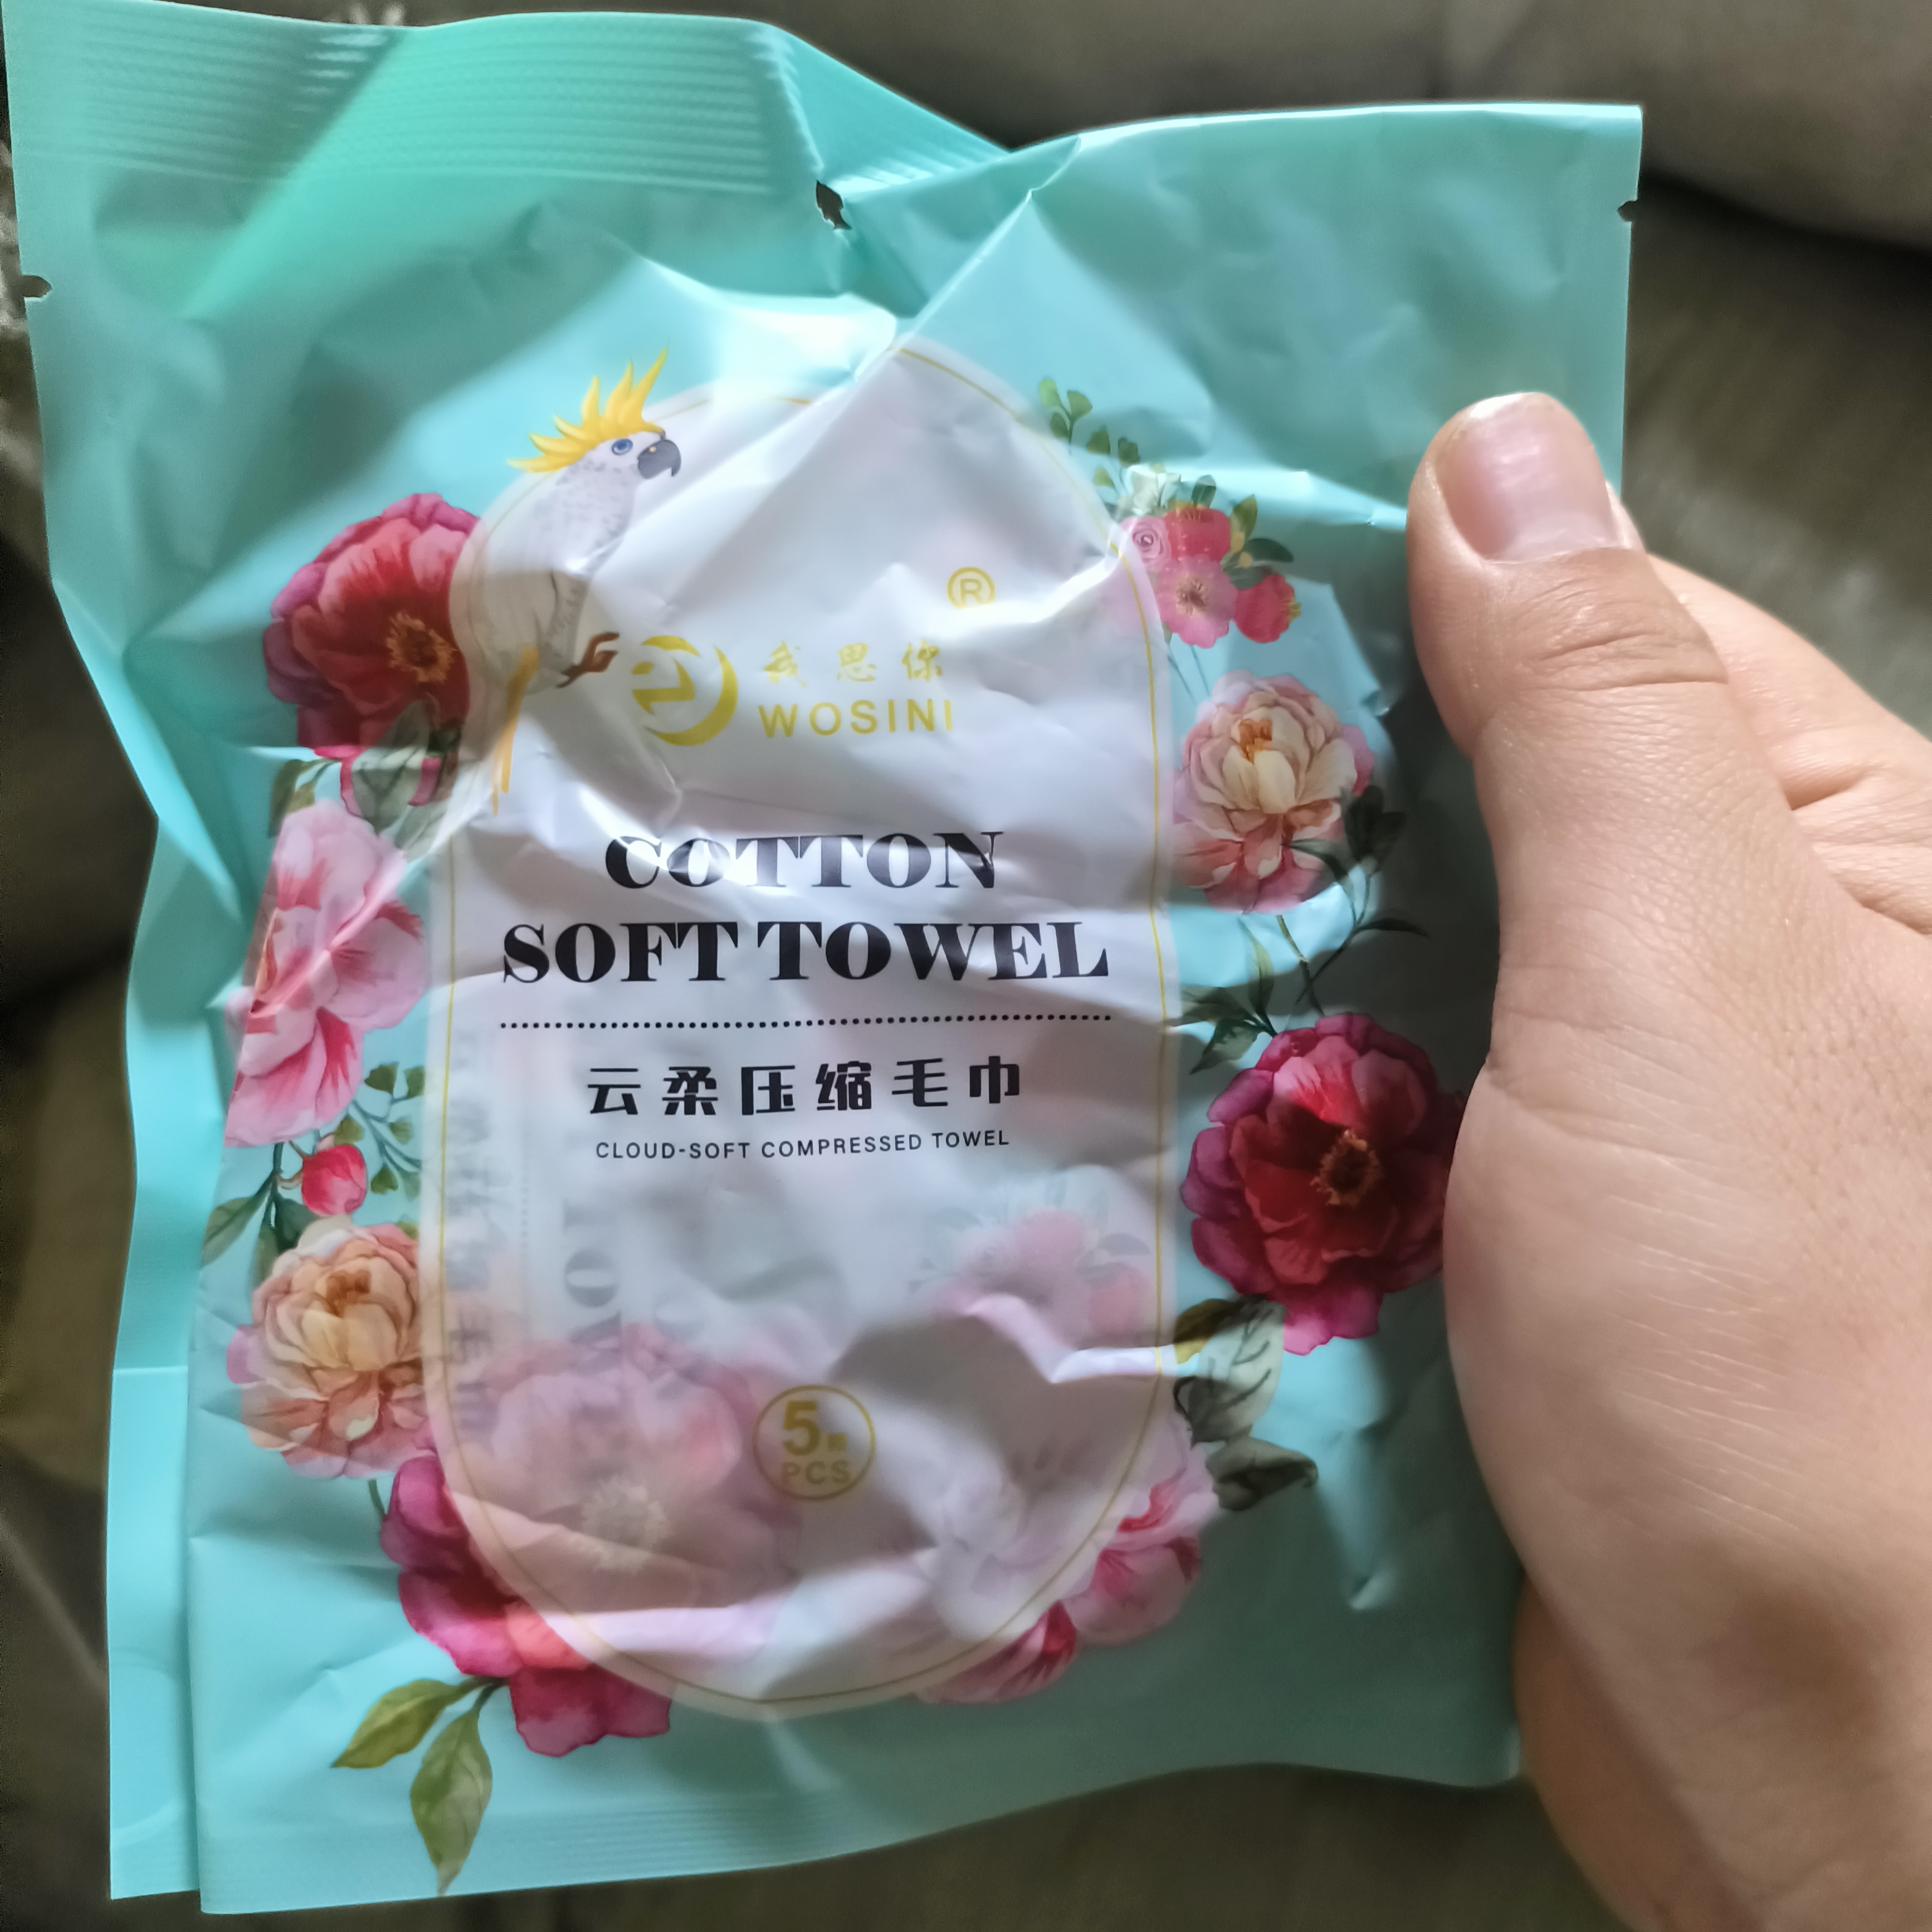 ®
我思你
WOSINI
COTTON
SOFT TOWEL
云柔压缩毛巾
CLOUD-SOFT COMPRESSED TOWEL
5
PCS